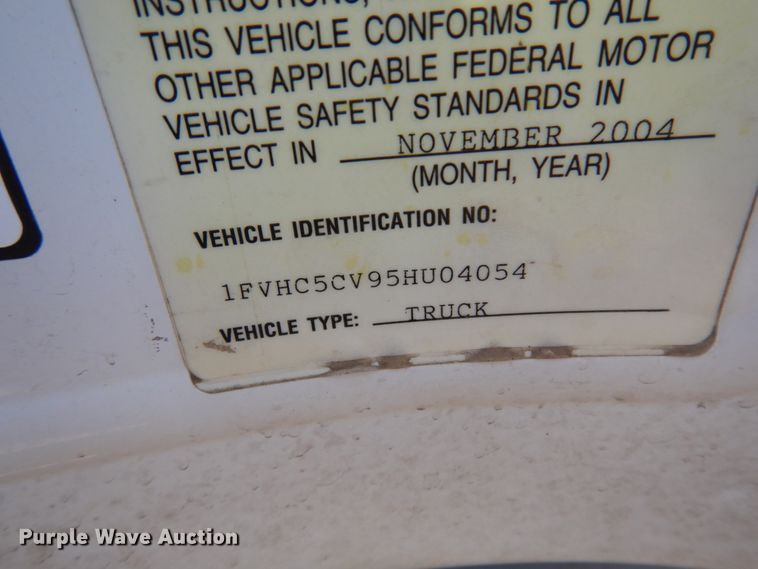 INSTRUCTIONS,
THIS VEHICLE CONFORMS TO ALL
OTHER APPLICABLE FEDERAL MOTOR
VEHICLE SAFETY STANDARDS IN
EFFECT IN NOVEMBER 2004
(MONTH, YEAR)
VEHICLE IDENTIFICATION NO:
1FVHC5CV95HU04054
VEHICLE TYPE: TRUCK
Purple Wave Auction